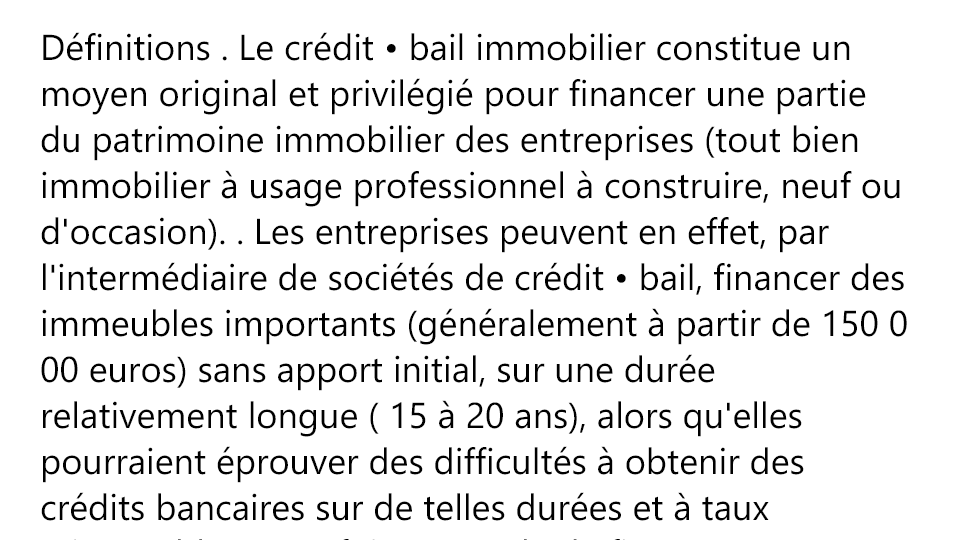 Définitions . Le crédit • bail immobilier constitue un
moyen original et privilégié pour financer une partie
du patrimoine immobilier des entreprises (tout bien
immobilier à usage professionnel à construire, neuf ou
d'occasion). . Les entreprises peuvent en effet, par
l'intermédiaire de sociétés de crédit • bail, financer des
immeubles importants (généralement à partir de 150 0
00 euros) sans apport initial, sur une durée
relativement longue ( 15 à 20 ans), alors qu'elles
pourraient éprouver des difficultés à obtenir des
crédits bancaires sur de telles durées et à taux